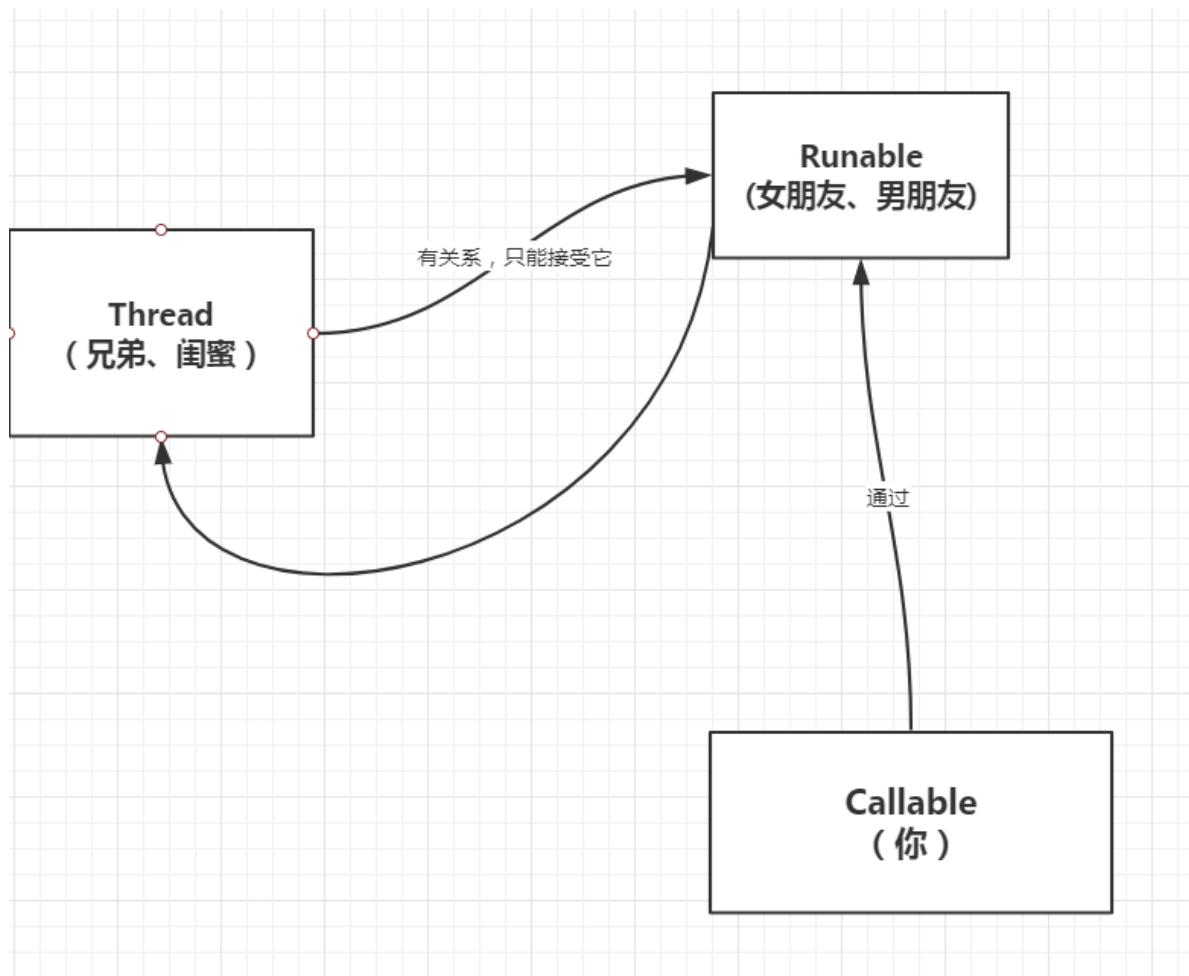 Runable
(女朋友、男朋友)
有关系，只能接受它
Thread
（兄弟、闺蜜）
通过
Callable
（你）